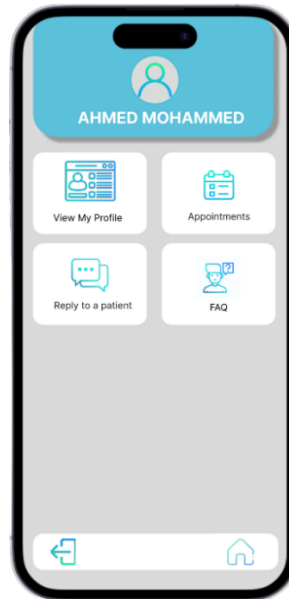 AHMED MOHAMMED
View My Profile
Appointments
Reply to a patient
FAQ